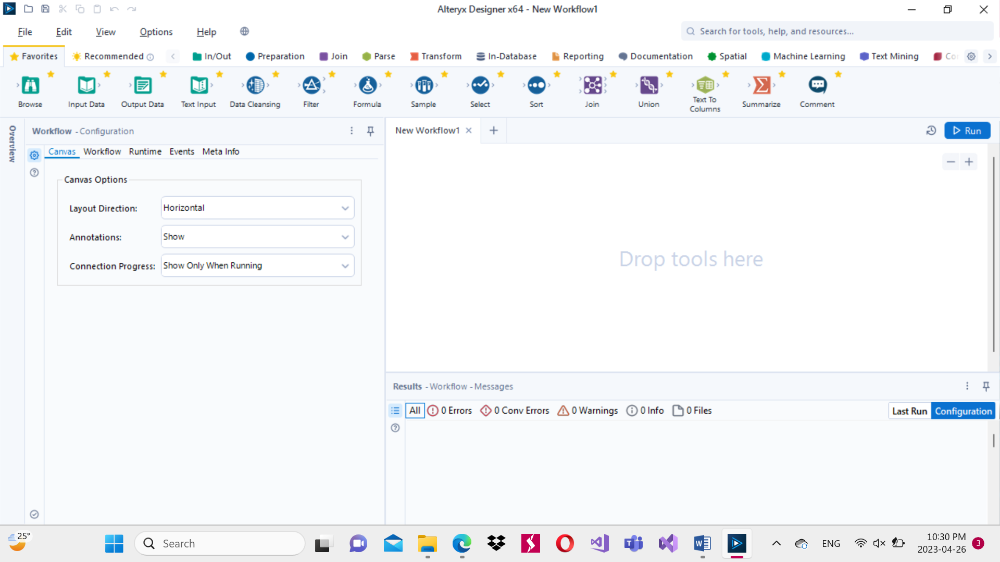 Alteryx Designer x64 - New Workflow1
File Edit View Options Help
Search for tools, help, and resources...
Favorites Recommended In/Out Preparation Join Parse Transform In-Database Reporting Documentation Spatial Machine Learning Text Mining
Browse Input Data Output Data Text Input Data Cleansing Filter Formula Sample Select Sort Join Union Text To Columns Summarize Comment
Overview
Workflow - Configuration
New Workflow1
Run
Canvas Workflow Runtime Events Meta Info
Canvas Options
Layout Direction: Horizontal
Annotations: Show
Connection Progress: Show Only When Running
Drop tools here
Results - Workflow - Messages
All 0 Errors 0 Conv Errors 0 Warnings 0 Info 0 Files Last Run Configuration
25°
Search
ENG
10:30 PM
2023-04-26
3